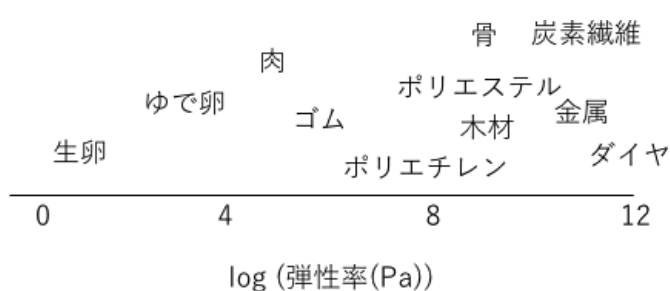 骨 炭素繊維
肉
ポリエステル
ゆで卵 金属
ゴム 木材
生卵 ダイヤ
ポリエチレン
0 4 8 12
log (弾性率(Pa))